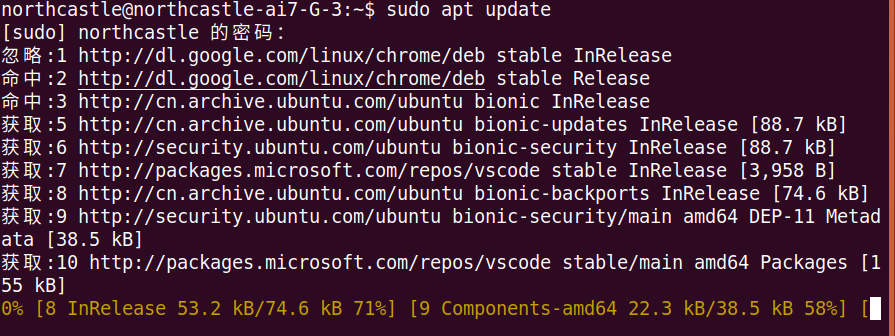 northcastle@northcastle-ai7-G-3:~$ sudo apt update
[sudo] northcastle 的密码：
忽略:1 http://dl.google.com/linux/chrome/deb stable InRelease
命中:2 http://dl.google.com/linux/chrome/deb stable Release
命中:3 http://cn.archive.ubuntu.com/ubuntu bionic InRelease
获取:5 http://cn.archive.ubuntu.com/ubuntu bionic-updates InRelease [88.7 kB]
获取:6 http://security.ubuntu.com/ubuntu bionic-security InRelease [88.7 kB]
获取:7 http://packages.microsoft.com/repos/vscode stable InRelease [3,958 B]
获取:8 http://cn.archive.ubuntu.com/ubuntu bionic-backports InRelease [74.6 kB]
获取:9 http://security.ubuntu.com/ubuntu bionic-security/main amd64 DEP-11 Metad
ata [38.5 kB]
获取:10 http://packages.microsoft.com/repos/vscode stable/main amd64 Packages [1
55 kB]
0% [8 InRelease 53.2 kB/74.6 kB 71%] [9 Components-amd64 22.3 kB/38.5 kB 58%] [